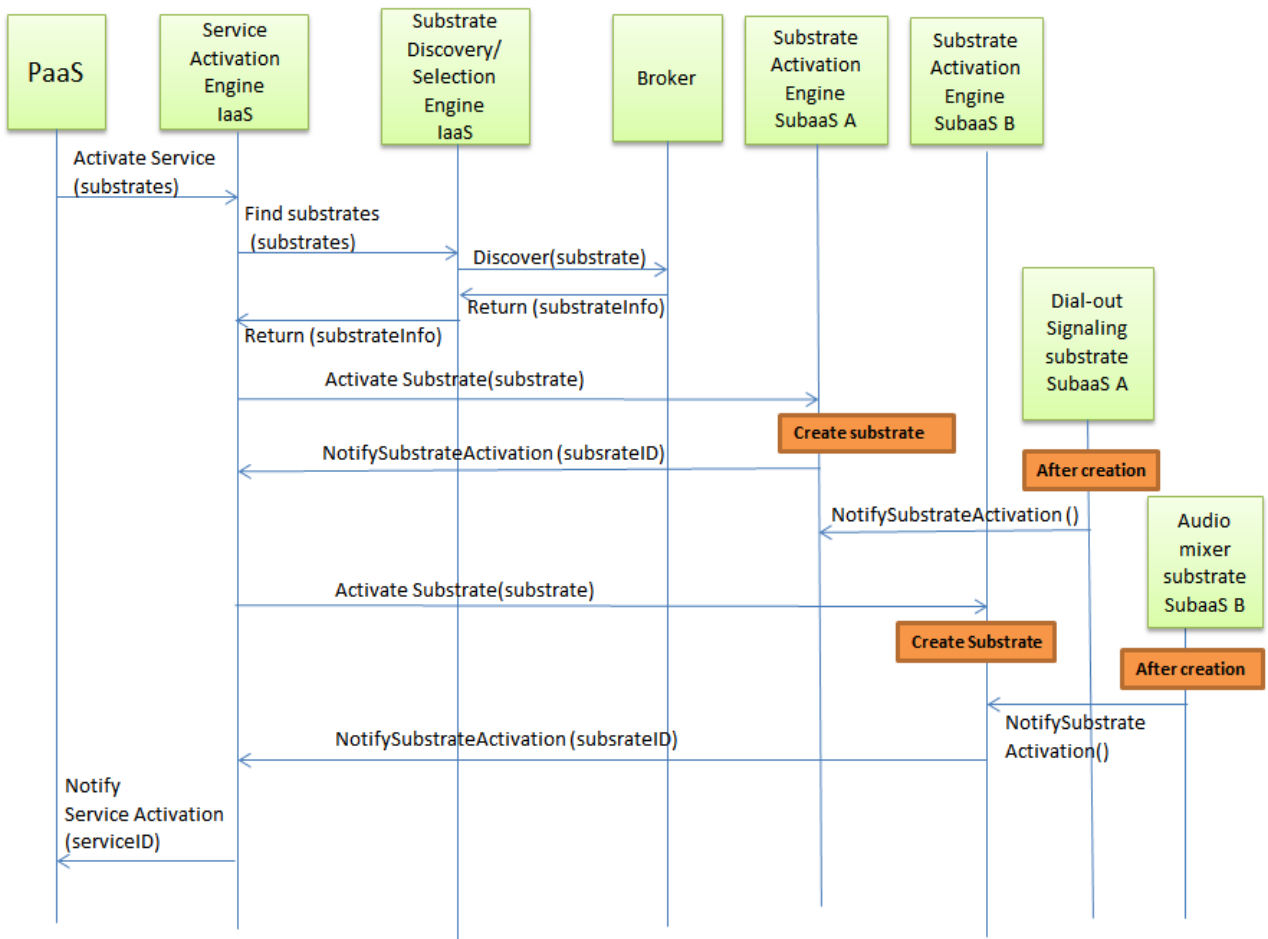 PaaS
Service
Activation
Engine
IaaS
Substrate
Discovery/
Selection
Engine
IaaS
Broker
Substrate
Activation
Engine
SubaaS A
Substrate
Activation
Engine
SubaaS B
Activate Service
(substrates)
Find substrates
(substrates)
Discover(substrate)
Return (substrateInfo)
Return (substrateInfo)
Dial-out
Signaling
substrate
SubaaS A
Activate Substrate(substrate)
Create substrate
NotifySubstrateActivation (subsrateID)
After creation
NotifySubstrateActivation ()
Audio
mixer
substrate
SubaaS B
Activate Substrate(substrate)
Create Substrate
After creation
NotifySubstrate
Activation()
NotifySubstrateActivation (subsrateID)
Notify
Service Activation
(serviceID)